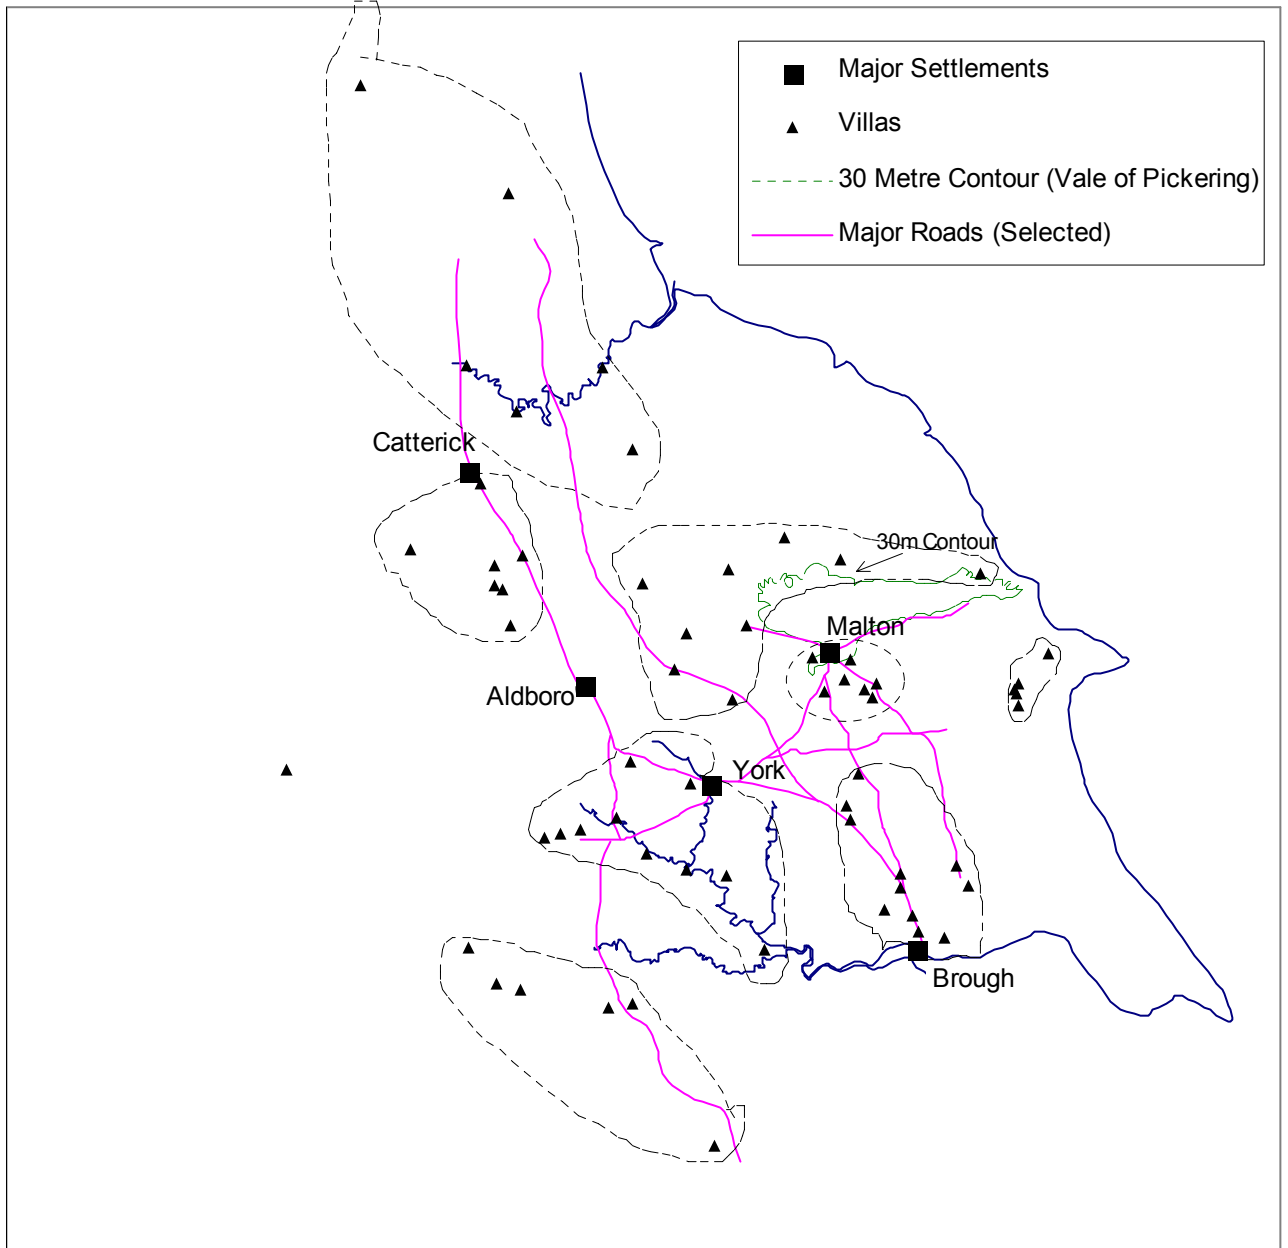 Major Settlements
Villas
30 Metre Contour (Vale of Pickering)
Major Roads (Selected)
Catterick
30m Contour
Malton
Aldboro
York
Brough